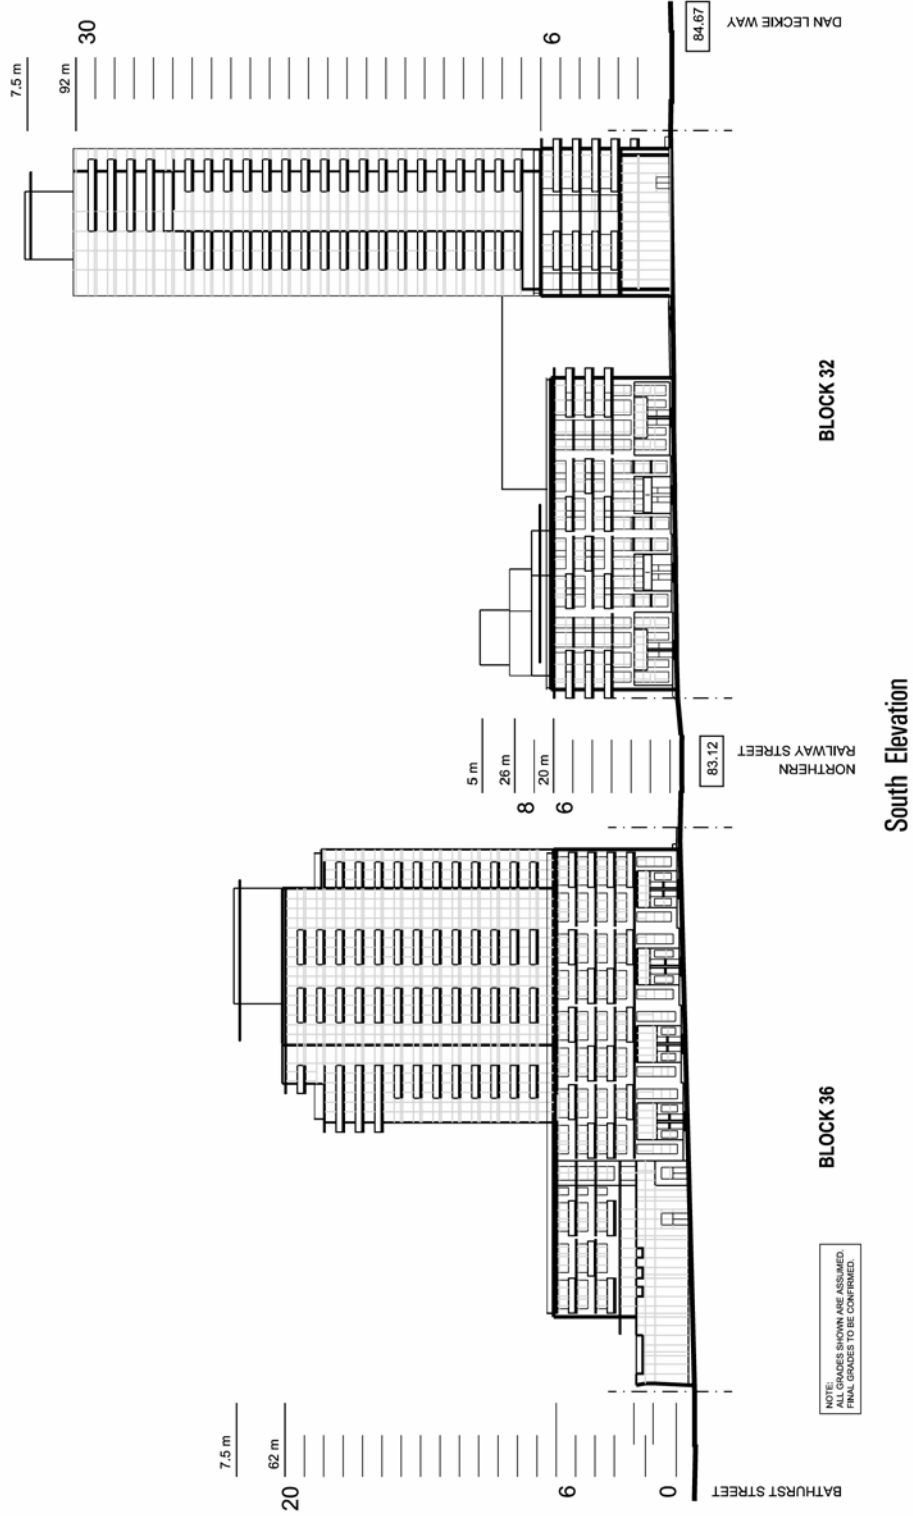 7.5 m
92 m
30
6
84.67
DAN LECKIE WAY
BLOCK 32
5 m
26 m
8
20 m
6
83.12
NORTHERN
RAILWAY STREET
South Elevation
BLOCK 36
NOTE:
ALL GRADES SHOWN ARE ASSUMED.
FINAL GRADES TO BE CONFIRMED.
7.5 m
62 m
20
6
0
BATHURST STREET